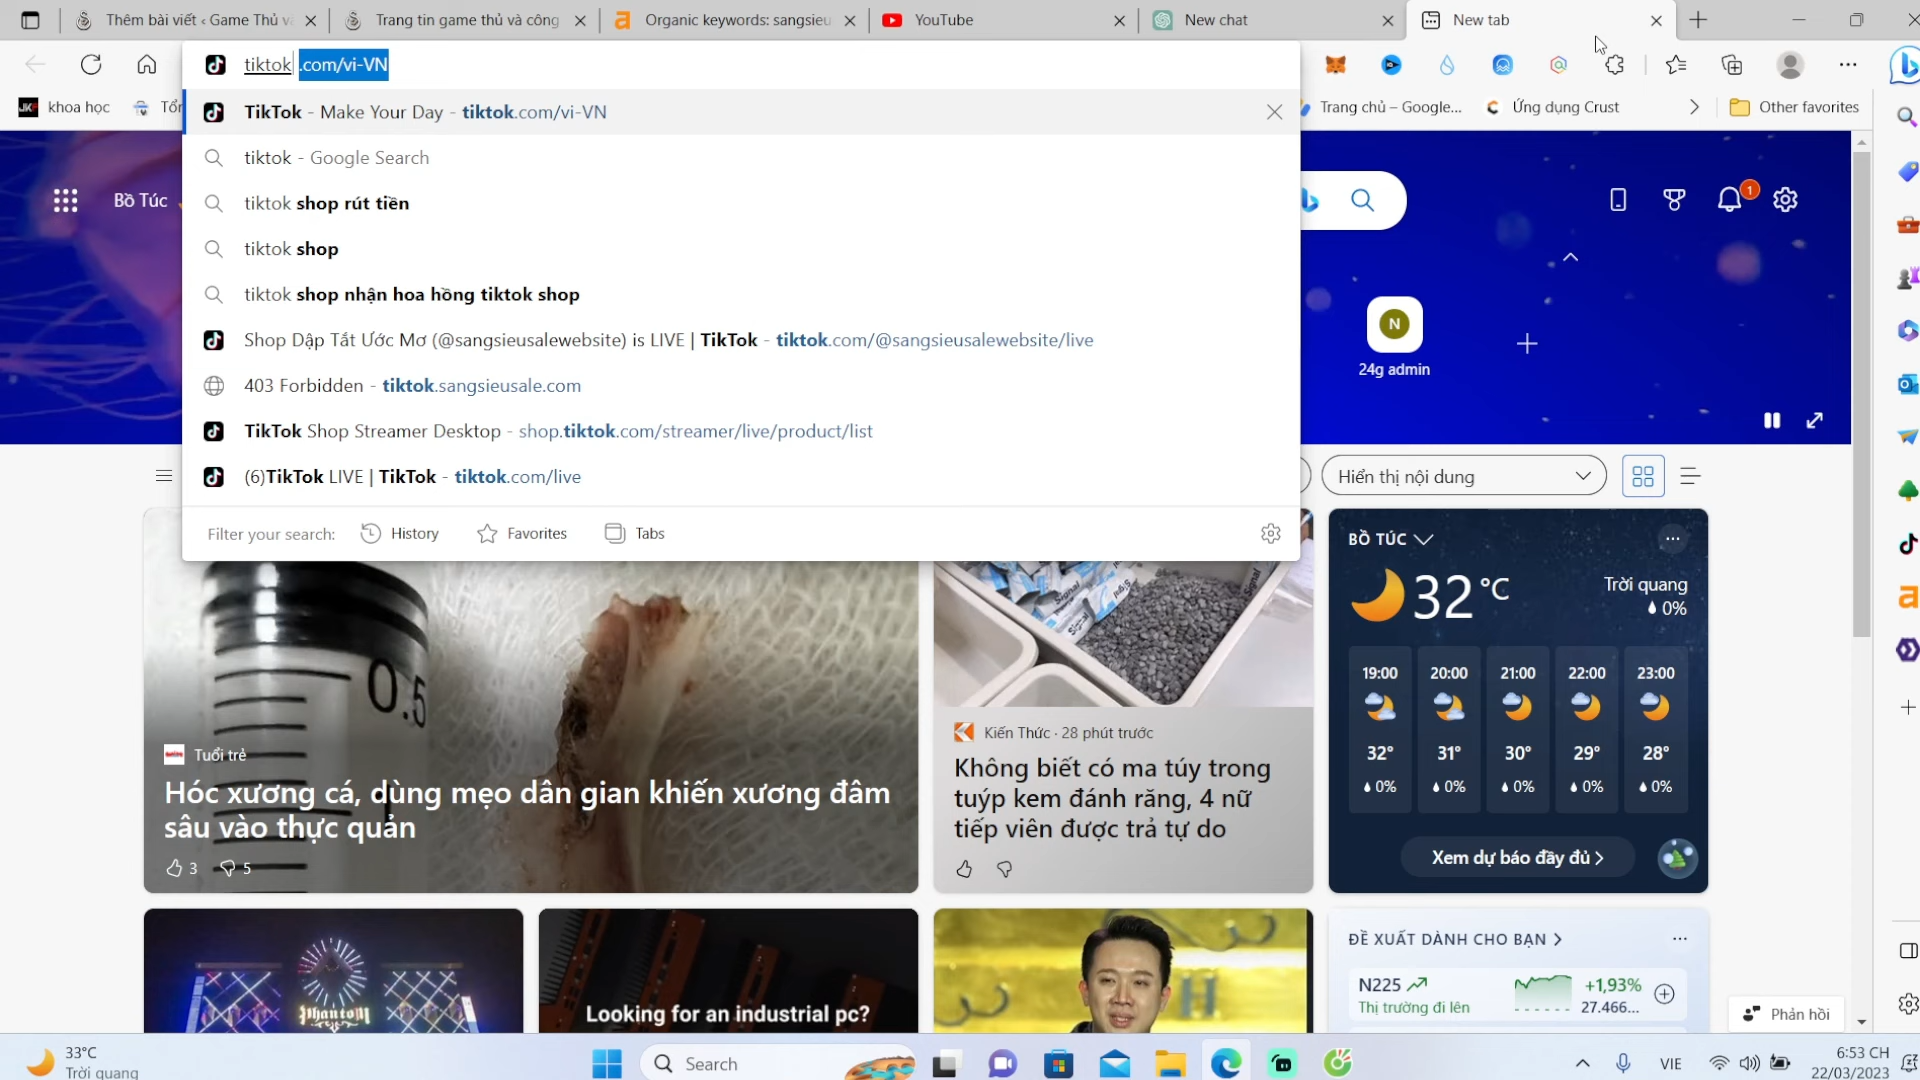 Thêm bài viết ‹ Game Thủ và
Trang tin game thủ và công
Organic keywords: sangsieu
YouTube
New chat
New tab
tiktok.com/vi-VN
khoa học
Tổn
Trang chủ – Google...
Ứng dụng Crust
Other favorites
TikTok - Make Your Day - tiktok.com/vi-VN
tiktok - Google Search
tiktok shop rút tiền
tiktok shop
tiktok shop nhận hoa hồng tiktok shop
Shop Dập Tắt Ước Mơ (@sangsieusalewebsite) is LIVE | TikTok - tiktok.com/@sangsieusalewebsite/live
403 Forbidden - tiktok.sangsieusale.com
TikTok Shop Streamer Desktop - shop.tiktok.com/streamer/live/product/list
(6)TikTok LIVE | TikTok - tiktok.com/live
Filter your search: History Favorites Tabs
Bồ Túc
1
N
24g admin
Hiển thị nội dung
0.5
Tuổi trẻ
Hóc xương cá, dùng mẹo dân gian khiến xương đâm
sâu vào thực quản
3 5
Signal
Kiến Thức · 28 phút trước
Không biết có ma túy trong
tuýp kem đánh răng, 4 nữ
tiếp viên được trả tự do
BỒ TÚC
32 °C
Trời quang
0%
19:00 20:00 21:00 22:00 23:00
32° 31° 30° 29° 28°
0% 0% 0% 0% 0%
Xem dự báo đầy đủ
Phantom
Looking for an industrial pc?
H
ĐỀ XUẤT DÀNH CHO BẠN
N225
Thị trường đi lên
+1,93%
27.466...
Phản hồi
33°C
Trời quang
Search
VIE
6:53 CH
22/03/2023